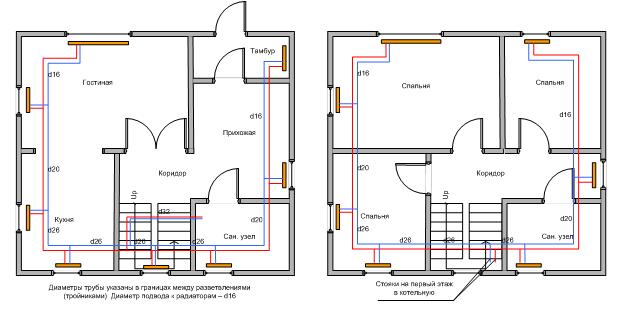 Тамбур
Гостиная
d16
d16
Прихожая
Коридор
d20
Up
Кухня
d32
d20
d26
Сан. узел
d26
d26
d26
Диаметры трубы указаны в границах между разветвлениями
(тройниками) Диаметр подвода к радиаторам – d16
d16
Спальня
Спальня
d16
d20
Коридор
Up
Спальня
d20
d26
Сан. узел
d26
d26
d26
Стояки на первый этаж
в котельную